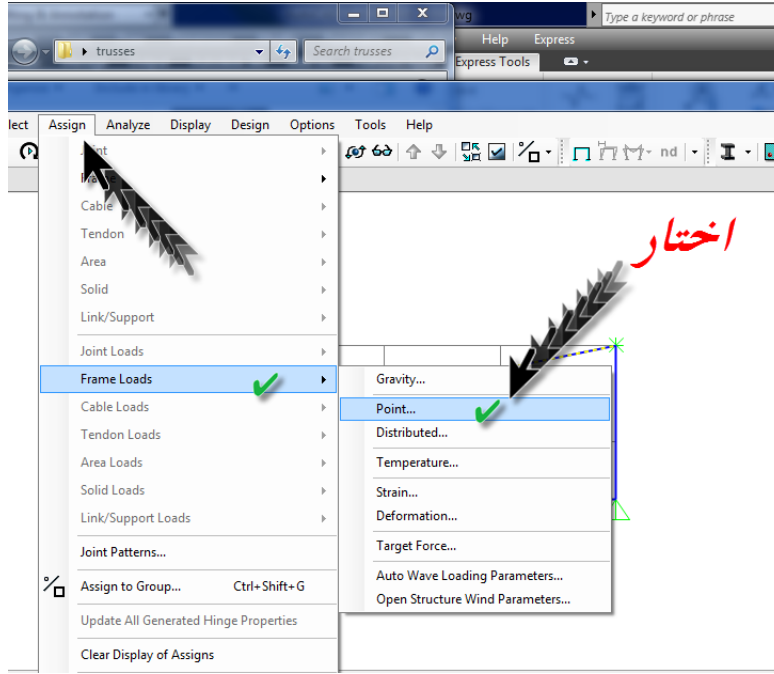 wg
Type a keyword or phrase
trusses
Search trusses
Help Express
Express Tools
lect Assign Analyze Display Design Options Tools Help
nd
Joint
Frame
Cable
Tendon
Area
Solid
Link/Support
اختار
Joint Loads
Frame Loads
Cable Loads
Tendon Loads
Area Loads
Solid Loads
Link/Support Loads
Joint Patterns...
Assign to Group... Ctrl+Shift+G
Update All Generated Hinge Properties
Clear Display of Assigns
Gravity...
Point...
Distributed...
Temperature...
Strain...
Deformation...
Target Force...
Auto Wave Loading Parameters...
Open Structure Wind Parameters...